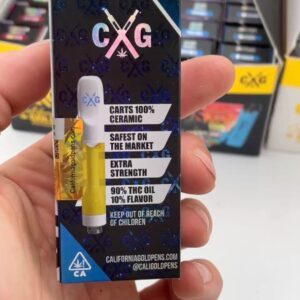 CXG
CXG
CARTS 100%
CERAMIC
SAFEST ON
THE MARKET
EXTRA
STRENGTH
90% THC OIL
10% FLAVOR
KEEP OUT OF REACH
OF CHILDREN
CALIFORNIAGOLDPENS.COM
@CALIGOLDPENS
CA